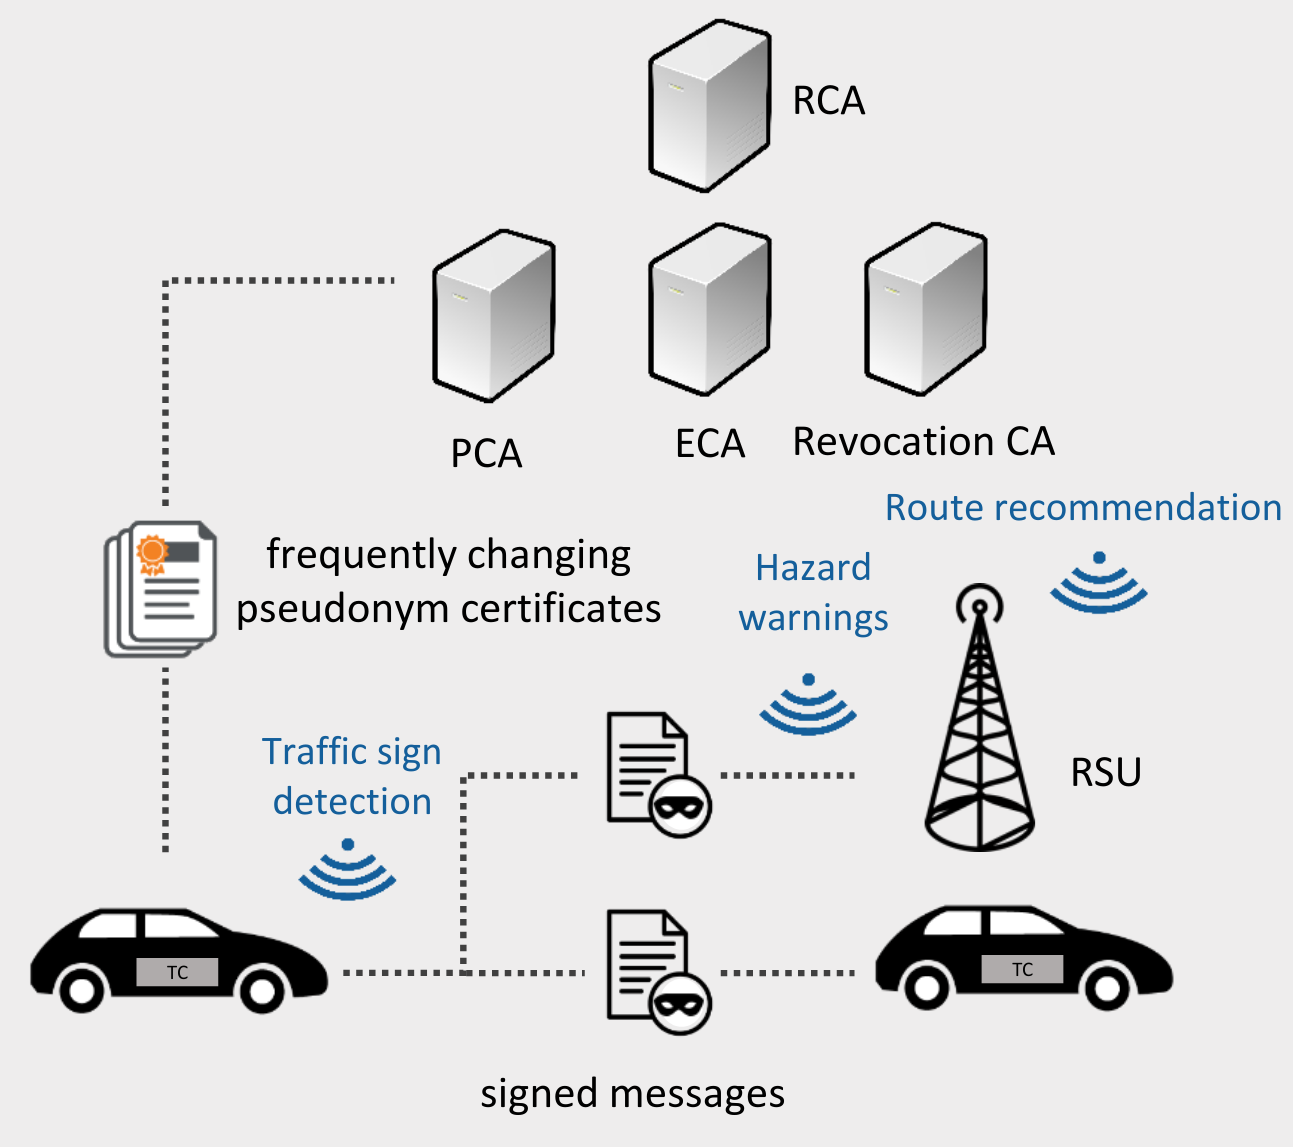 RCA
PCA
ECA
Revocation CA
Route recommendation
frequently changing
pseudonym certificates
Hazard
warnings
Traffic sign
detection
RSU
TC
TC
signed messages